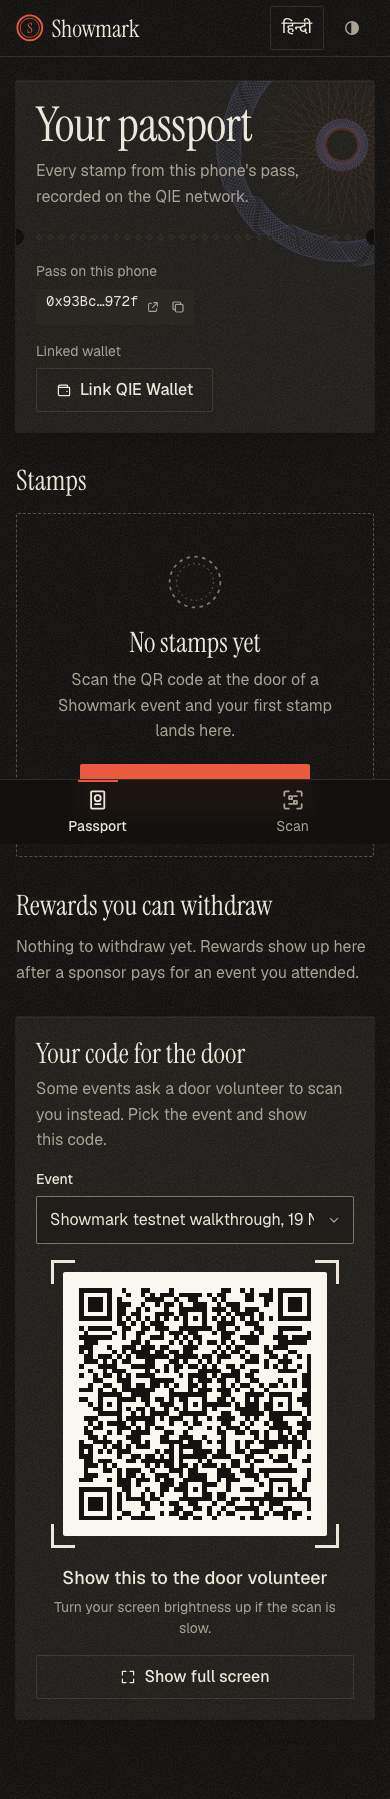 S
Showmark
हिन्दी
Your passport
Every stamp from this phone's pass,
recorded on the QIE network.
Pass on this phone
0x93Bc…972f
Linked wallet
Link QIE Wallet
Stamps
No stamps yet
Scan the QR code at the door of a
Showmark event and your first stamp
lands here.
Passport
Scan
Rewards you can withdraw
Nothing to withdraw yet. Rewards show up here
after a sponsor pays for an event you attended.
Your code for the door
Some events ask a door volunteer to scan
you instead. Pick the event and show
this code.
Event
Showmark testnet walkthrough, 19
Show this to the door volunteer
Turn your screen brightness up if the scan is
slow.
Show full screen